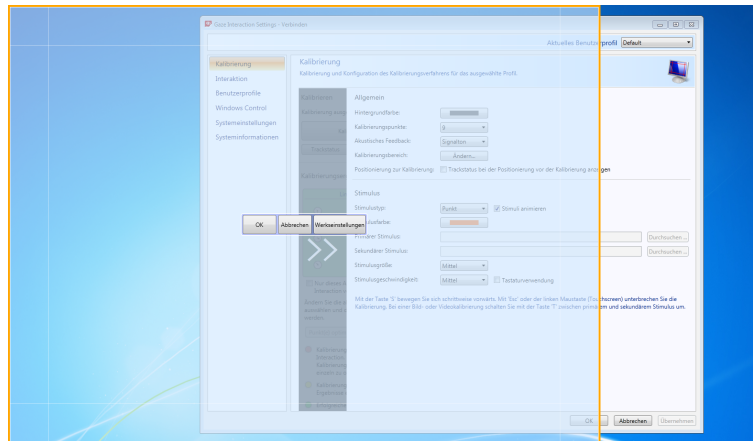 Gaze Interaction Settings - Verbinden
Aktuelles Benutzerprofil Default
Kalibrierung
Interaktion
Benutzerprofile
Windows Control
Systemeinstellungen
Systeminformationen
Kalibrierung
Kalibrierung und Konfiguration des Kalibrierungsverfahrens für das ausgewählte Profil
Kalibrieren
Allgemein
Hintergrundfarbe:
Kalibrierungspunkte: 9
Akustisches Feedback: Signalton
Kalibrierungsbereich: Ändern...
Positionierung zur Kalibrierung: Trackstatus bei der Positionierung vor der Kalibrierung anzeigen
Stimulus
Stimulustyp: Punkt Stimuli animieren
OK Abbrechen Werkseinstellungen
Primärer Stimulus: Durchsuchen ...
Sekundärer Stimulus: Durchsuchen ...
Stimulusgröße: Mittel
Stimulusgeschwindigkeit: Mittel Tastaturverwendung
Mit der Taste 'S' bewegen Sie sich schrittweise vorwärts. Mit 'Esc' oder der linken Maustaste (Touchscreen) unterbrechen Sie die
Kalibrierung. Bei einer Bild- oder Videokalibrierung schalten Sie mit der Taste 'T' zwischen primärem und sekundärem Stimulus um.
OK Abbrechen Übernehmen